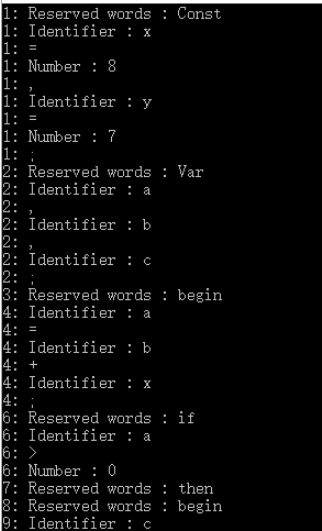 1: Reserved words : Const
1: Identifier : x
1: =
1: Number : 8
1: ,
1: Identifier : y
1: =
1: Number : 7
1: ;
2: Reserved words : Var
2: Identifier : a
2: ,
2: Identifier : b
2: ,
2: Identifier : c
2: ;
3: Reserved words : begin
4: Identifier : a
4: =
4: Identifier : b
4: +
4: Identifier : x
4: ;
6: Reserved words : if
6: Identifier : a
6: >
6: Number : 0
7: Reserved words : then
8: Reserved words : begin
9: Identifier : c